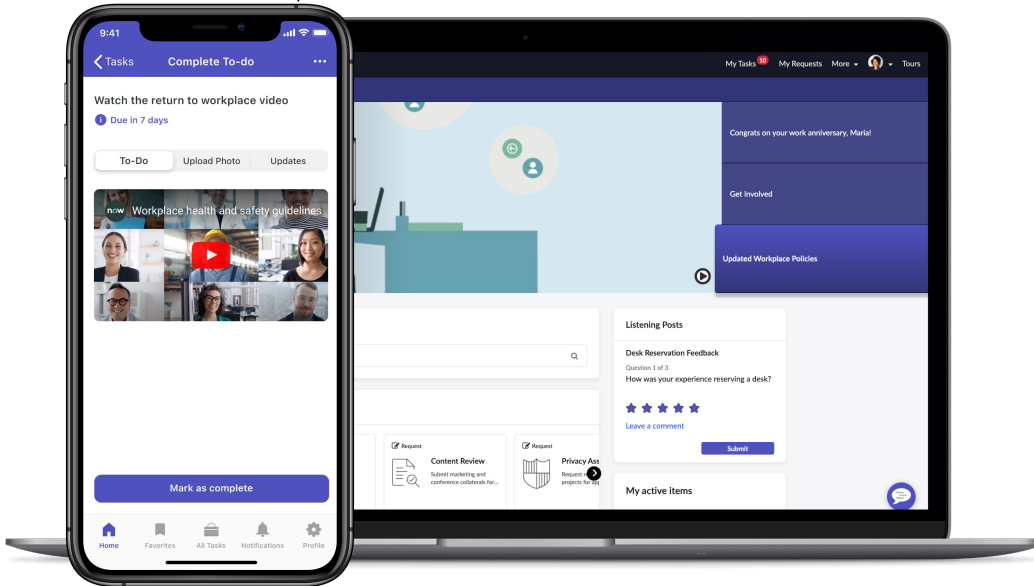 9:41
Tasks
Complete To-do
Watch the return to workplace video
Due in 7 days
To-Do
Upload Photo
Updates
now Workplace health and safety guidelines
Mark as complete
Home
Favorites
All Tasks
Notifications
Profile
My Tasks 10
My Requests
More
Tours
Congrats on your work anniversary, Maria!
Get Involved
Updated Workplace Policies
Listening Posts
Desk Reservation Feedback
Question 1 of 3
How was your experience reserving a desk?
Leave a comment
Submit
My active items
Request
Content Review
Submit marketing and
conference collaterals for...
Request
Privacy Ass
Request
projects for